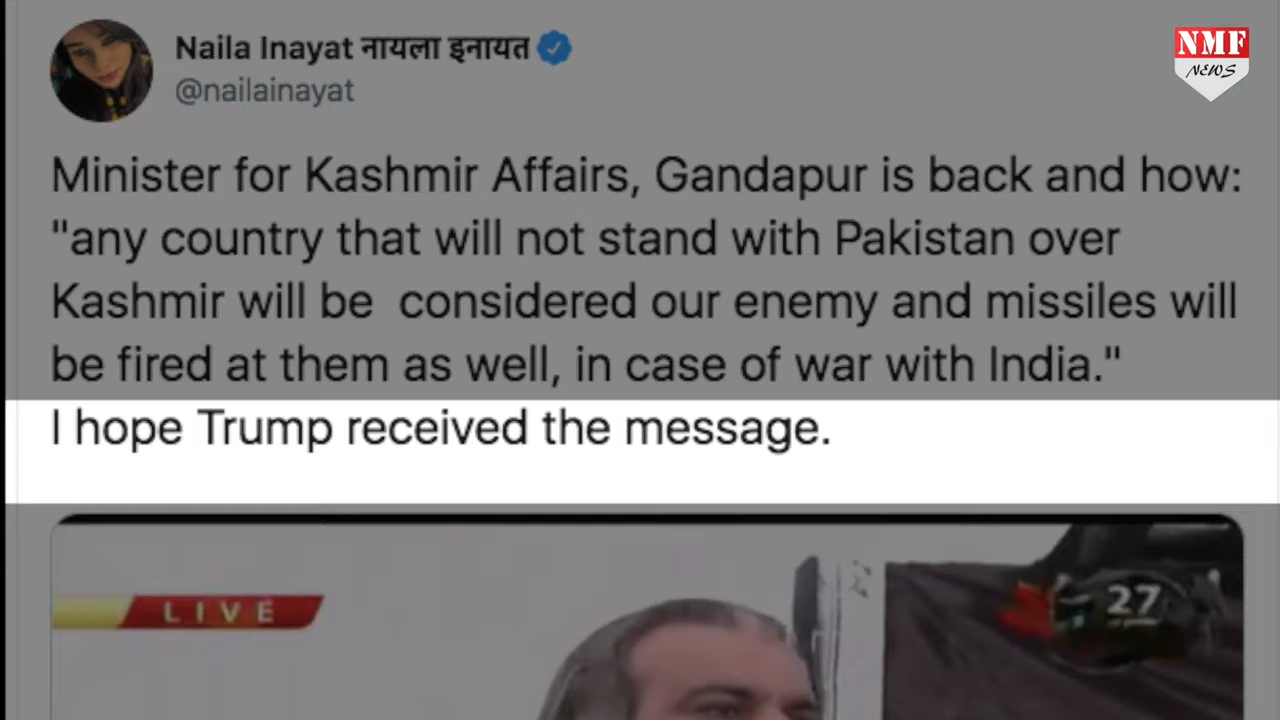 Naila Inayat नायला इनायत
NMF
NEWS
@nailainayat
Minister for Kashmir Affairs, Gandapur is back and how:
"any country that will not stand with Pakistan over
Kashmir will be considered our enemy and missiles will
be fired at them as well, in case of war with India."
I hope Trump received the message.
LIVE
27